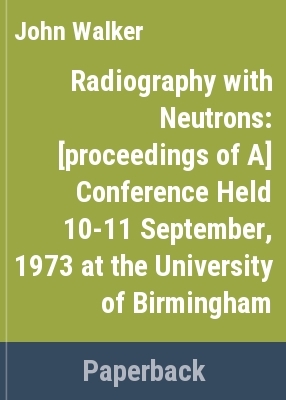 John Walker
Radiography with
Neutrons:
[proceedings of A]
Conference Held
10-11 September,
1973 at the University
of Birmingham
Paperback